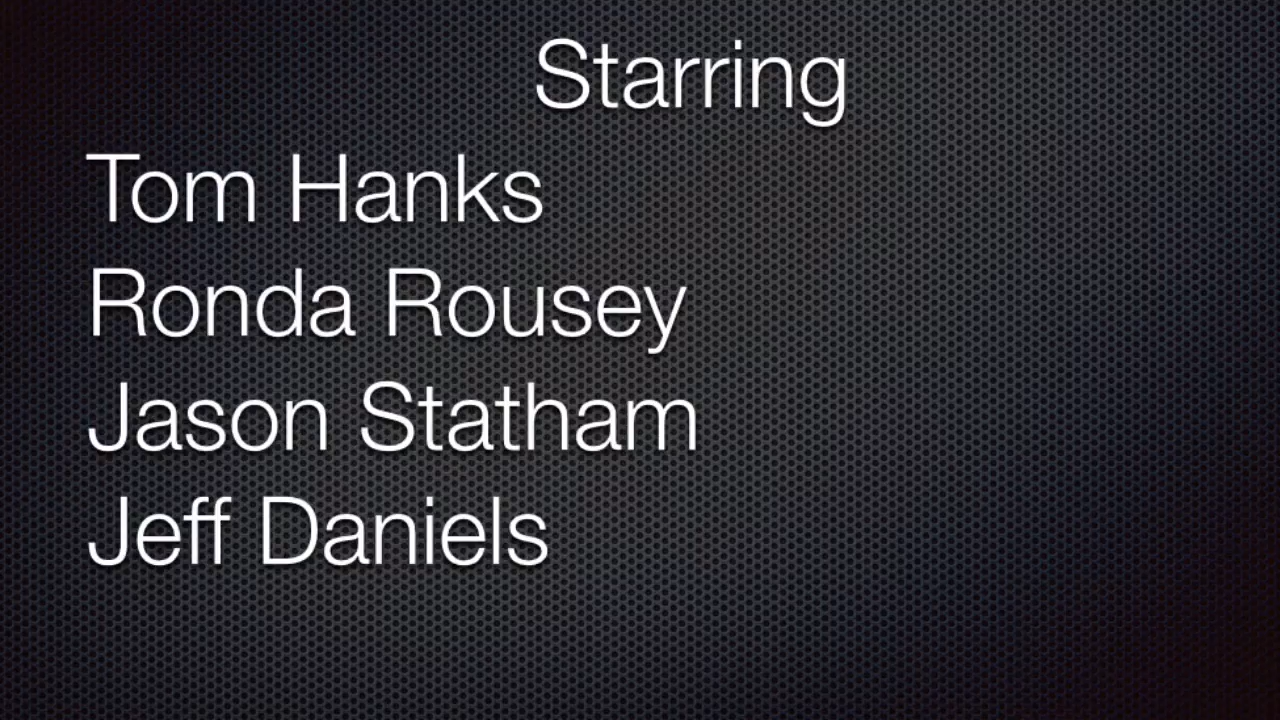 Starring
Tom Hanks
Ronda Rousey
Jason Statham
Jeff Daniels